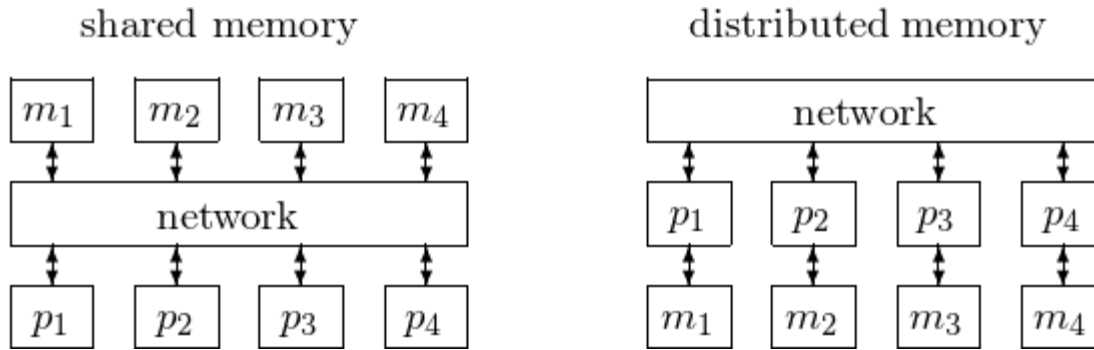 shared memory
m₁ m₂ m₃ m₄
network
p₁ p₂ p₃ p₄
distributed memory
network
p₁ p₂ p₃ p₄
m₁ m₂ m₃ m₄